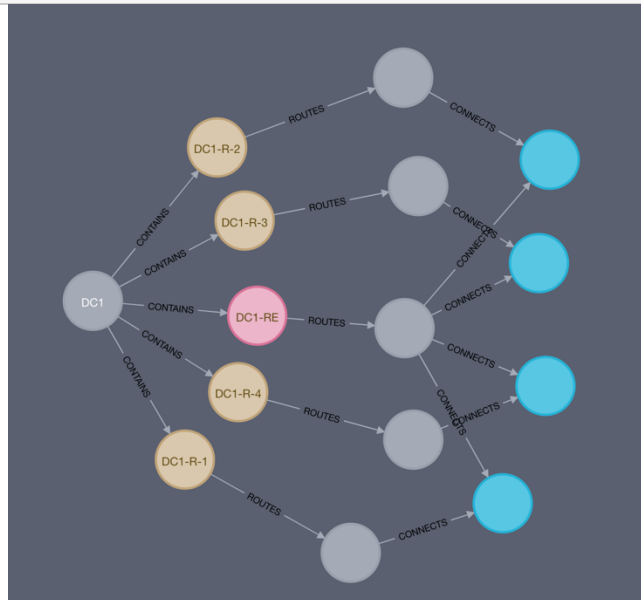 ROUTES
CONNECTS
DC1-R-2
CONTAINS
ROUTES
DC1-R-3
CONNECTS
CONTAINS
CONNECTS
DC1
CONTAINS
DC1-RE
ROUTES
CONNECTS
CONTAINS
CONNECTS
DC1-R-4
CONTAINS
ROUTES
CONNECTS
CONNECTS
DC1-R-1
ROUTES
CONNECTS